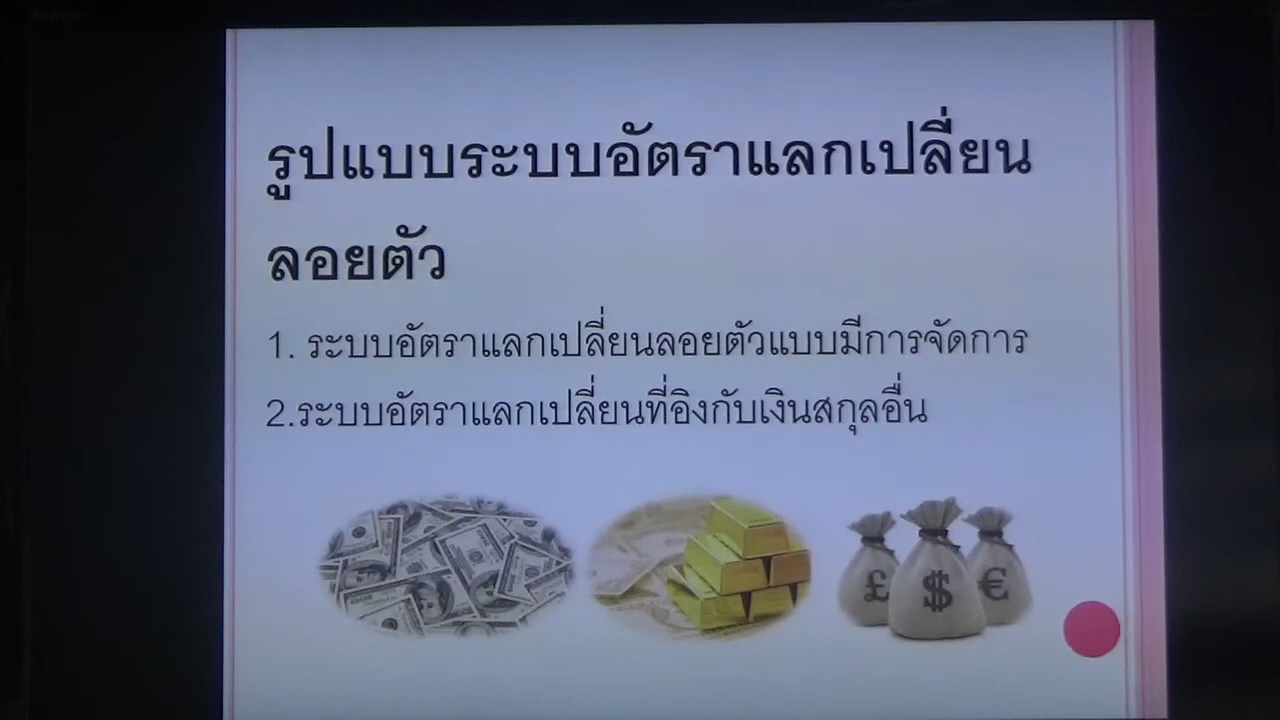 รูปแบบระบบอัตราแลกเปลี่ยน
ลอยตัว
1. ระบบอัตราแลกเปลี่ยนลอยตัวแบบมีการจัดการ
2.ระบบอัตราแลกเปลี่ยนที่อิงกับเงินสกุลอื่น
£ $ €